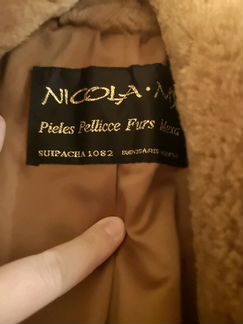 NICOLA •
Pieles Pellicce Furs
SUIPACHA 1082 BUENOS AIRES